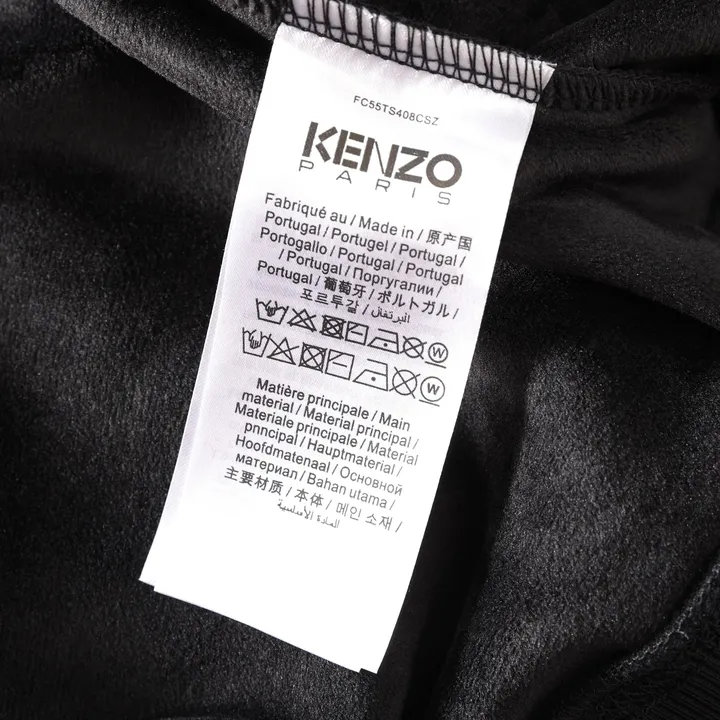 FC55TS408CSZ
KENZO
PARIS
Fabriqué au / Made in / 原产国
Portugal / Portugel / Portugal /
Portogallo / Portugal / Portugal
/ Portugal / Португалии /
Portugal / 葡萄牙 / ポルトガル /
포르투갈 / البرتغال
W
W
Matière principale / Main
material / Material principal /
Materiale principale / Material
pnncipal / Hauptmaterial /
Hoofdmatenaal / Основной
материал / Bahan utama /
主要材质 / 本体 / 메인 소재 /
المادة الأساسية